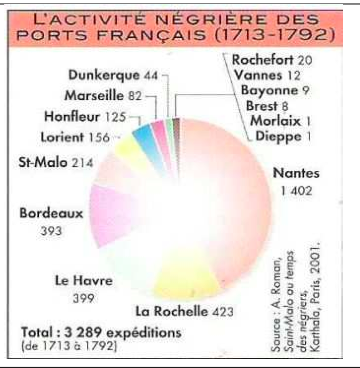 L'ACTIVITÉ NÉGRIÈRE DES
PORTS FRANÇAIS (1713-1792)
Rochefort 20
Vannes 12
Bayonne 9
Brest 8
Morlaix 1
Dieppe 1
Dunkerque 44
Marseille 82
Honfleur 125
Lorient 156
St-Malo 214
Bordeaux
393
Le Havre
399
La Rochelle 423
Nantes
1 402
Total : 3 289 expéditions
(de 1713 à 1792)
Source : A. Roman,
Saint-Malo au temps
des négriers,
Karthala, Paris, 2001.